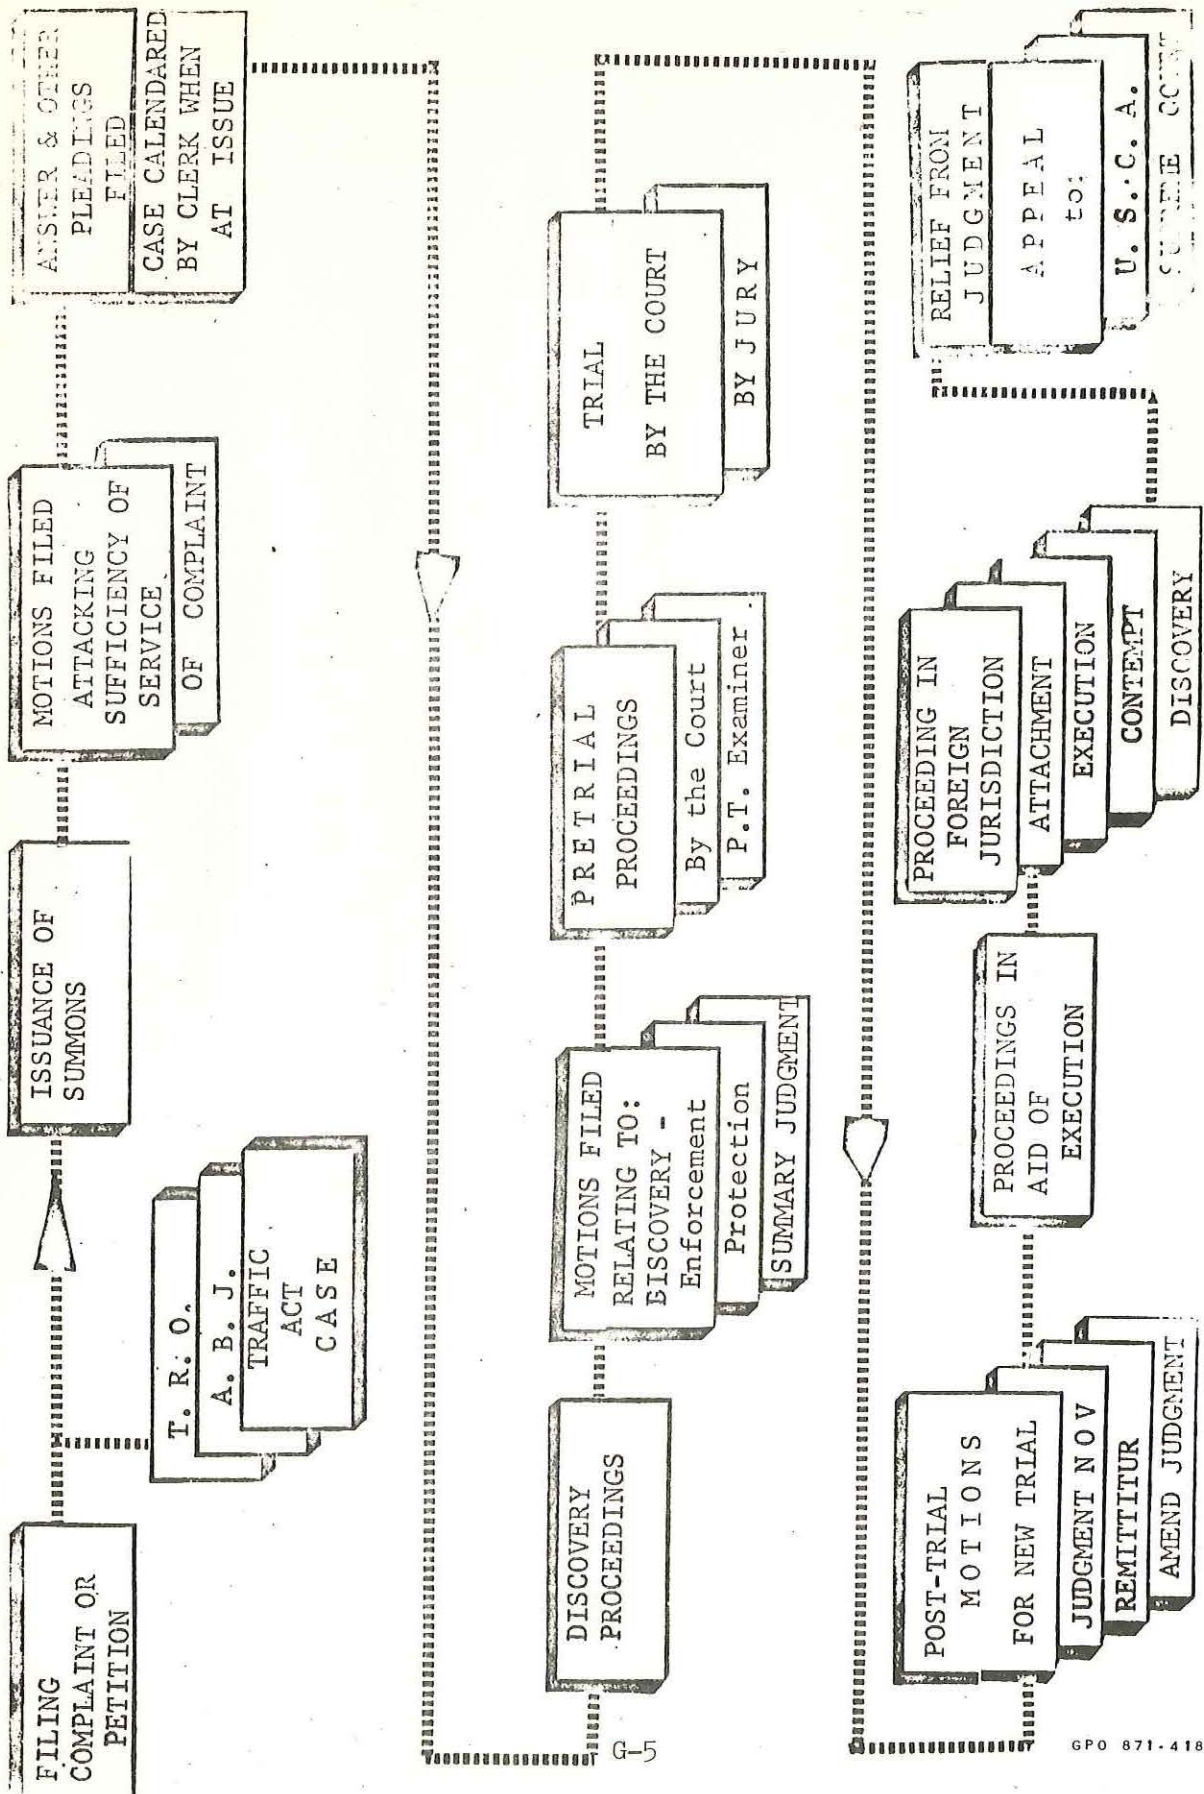 FILING
COMPLAINT OR
PETITION
T. R. O.
A. B. J.
TRAFFIC
ACT
CASE
ISSUANCE OF
SUMMONS
MOTIONS FILED
ATTACKING
SUFFICIENCY OF
SERVICE
OF COMPLAINT
ANSWER & OTHER
PLEADINGS
FILED
CASE CALENDARED
BY CLERK WHEN
AT ISSUE
DISCOVERY
PROCEEDINGS
MOTIONS FILED
RELATING TO:
DISCOVERY -
Enforcement
Protection
SUMMARY JUDGMENT
PRETRIAL
PROCEEDINGS
By the Court
P.T. Examiner
TRIAL
BY THE COURT
BY JURY
POST-TRIAL
MOTIONS
FOR NEW TRIAL
JUDGMENT N O V
REMITTITUR
AMEND JUDGMENT
PROCEEDINGS IN
AID OF
EXECUTION
PROCEEDING IN
FOREIGN
JURISDICTION
ATTACHMENT
EXECUTION
CONTEMPT
DISCOVERY
RELIEF FROM
JUDGMENT
APPEAL
to:
U. S. C. A.
SUPREME COURT
G-5
GPO 871-418